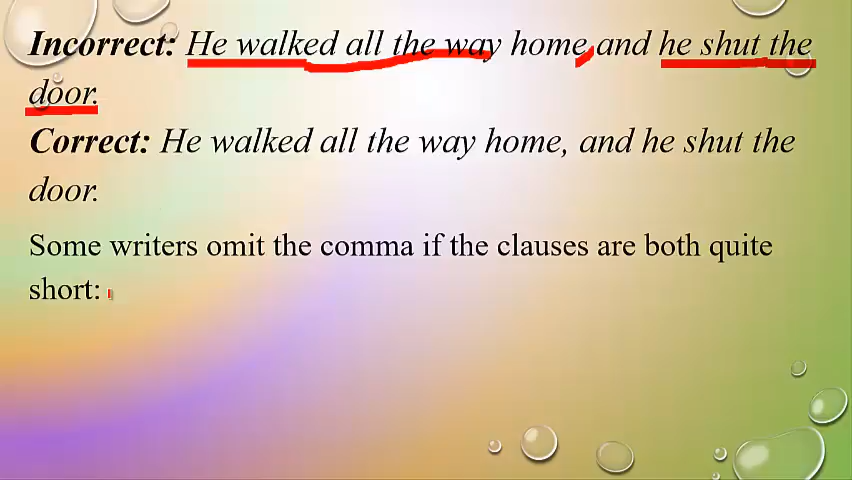 Incorrect: He walked all the way home and he shut the
door.
Correct: He walked all the way home, and he shut the
door.
Some writers omit the comma if the clauses are both quite
short: